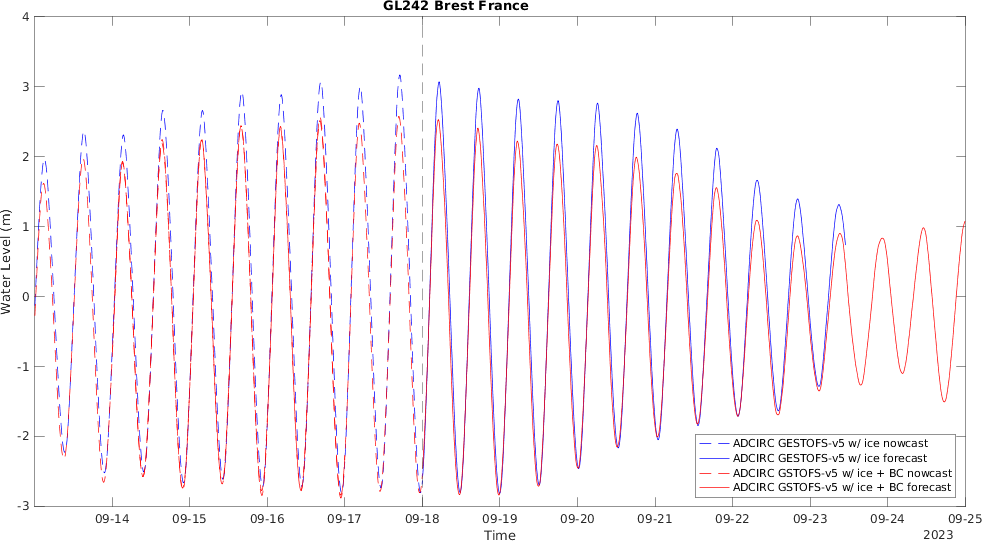 GL242 Brest France
4
3
2
1
0
-1
-2
-3
Water Level (m)
ADCIRC GESTOFS-v5 w/ ice nowcast
ADCIRC GESTOFS-v5 w/ ice forecast
ADCIRC GSTOFS-v5 w/ ice + BC nowcast
ADCIRC GSTOFS-v5 w/ ice + BC forecast
09-14 09-15 09-16 09-17 09-18 09-19 09-20 09-21 09-22 09-23 09-24 09-25
Time
2023